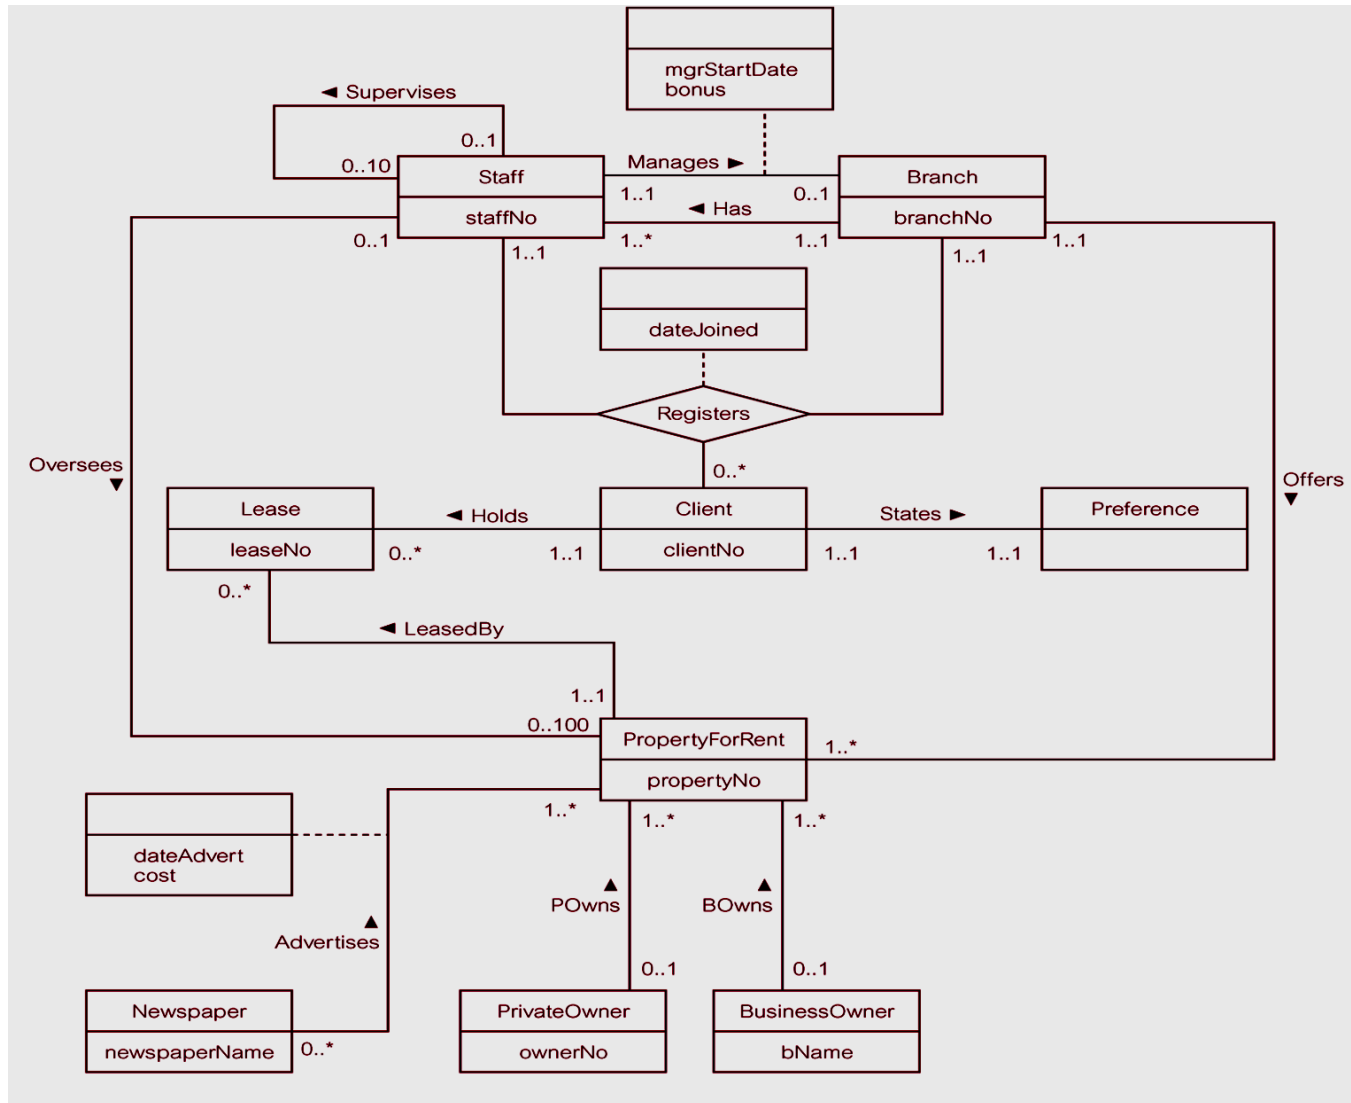 mgrStartDate
bonus
◄ Supervises
0..1
0..10
Staff
staffNo
Manages ►
1..1
0..1
◄ Has
1..*
1..1
Branch
branchNo
0..1
1..1
1..1
1..1
dateJoined
Registers
0..*
Oversees
▼
Offers
▼
Lease
leaseNo
◄ Holds
0..*
1..1
Client
clientNo
States ►
1..1
1..1
Preference
0..*
◄ LeasedBy
1..1
0..100
PropertyForRent
propertyNo
1..*
1..*
1..*
1..*
dateAdvert
cost
▲
Advertises
▲
POwns
▲
BOwns
0..1
0..1
Newspaper
newspaperName
0..*
PrivateOwner
ownerNo
BusinessOwner
bName